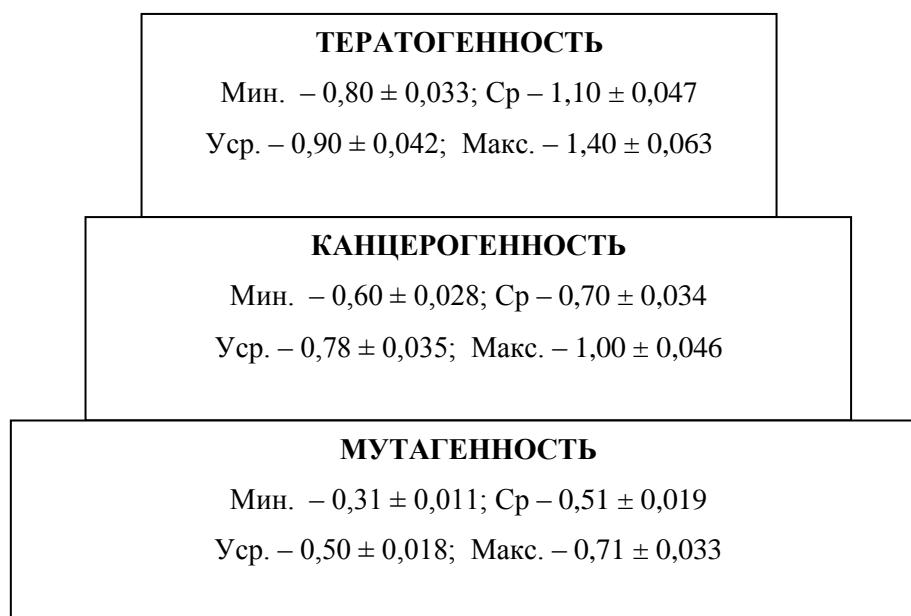 ТЕРАТОГЕННОСТЬ
Мин. – 0,80 ± 0,033; Ср – 1,10 ± 0,047
Уср. – 0,90 ± 0,042; Макс. – 1,40 ± 0,063
КАНЦЕРОГЕННОСТЬ
Мин. – 0,60 ± 0,028; Ср – 0,70 ± 0,034
Уср. – 0,78 ± 0,035; Макс. – 1,00 ± 0,046
МУТАГЕННОСТЬ
Мин. – 0,31 ± 0,011; Ср – 0,51 ± 0,019
Уср. – 0,50 ± 0,018; Макс. – 0,71 ± 0,033